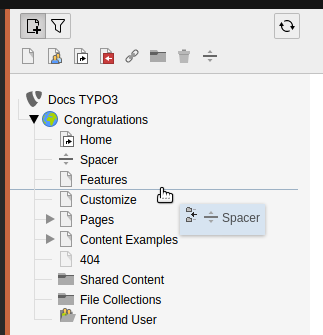 Docs TYPO3
Congratulations
Home
Spacer
Features
Customize
Spacer
Pages
Content Examples
404
Shared Content
File Collections
Frontend User